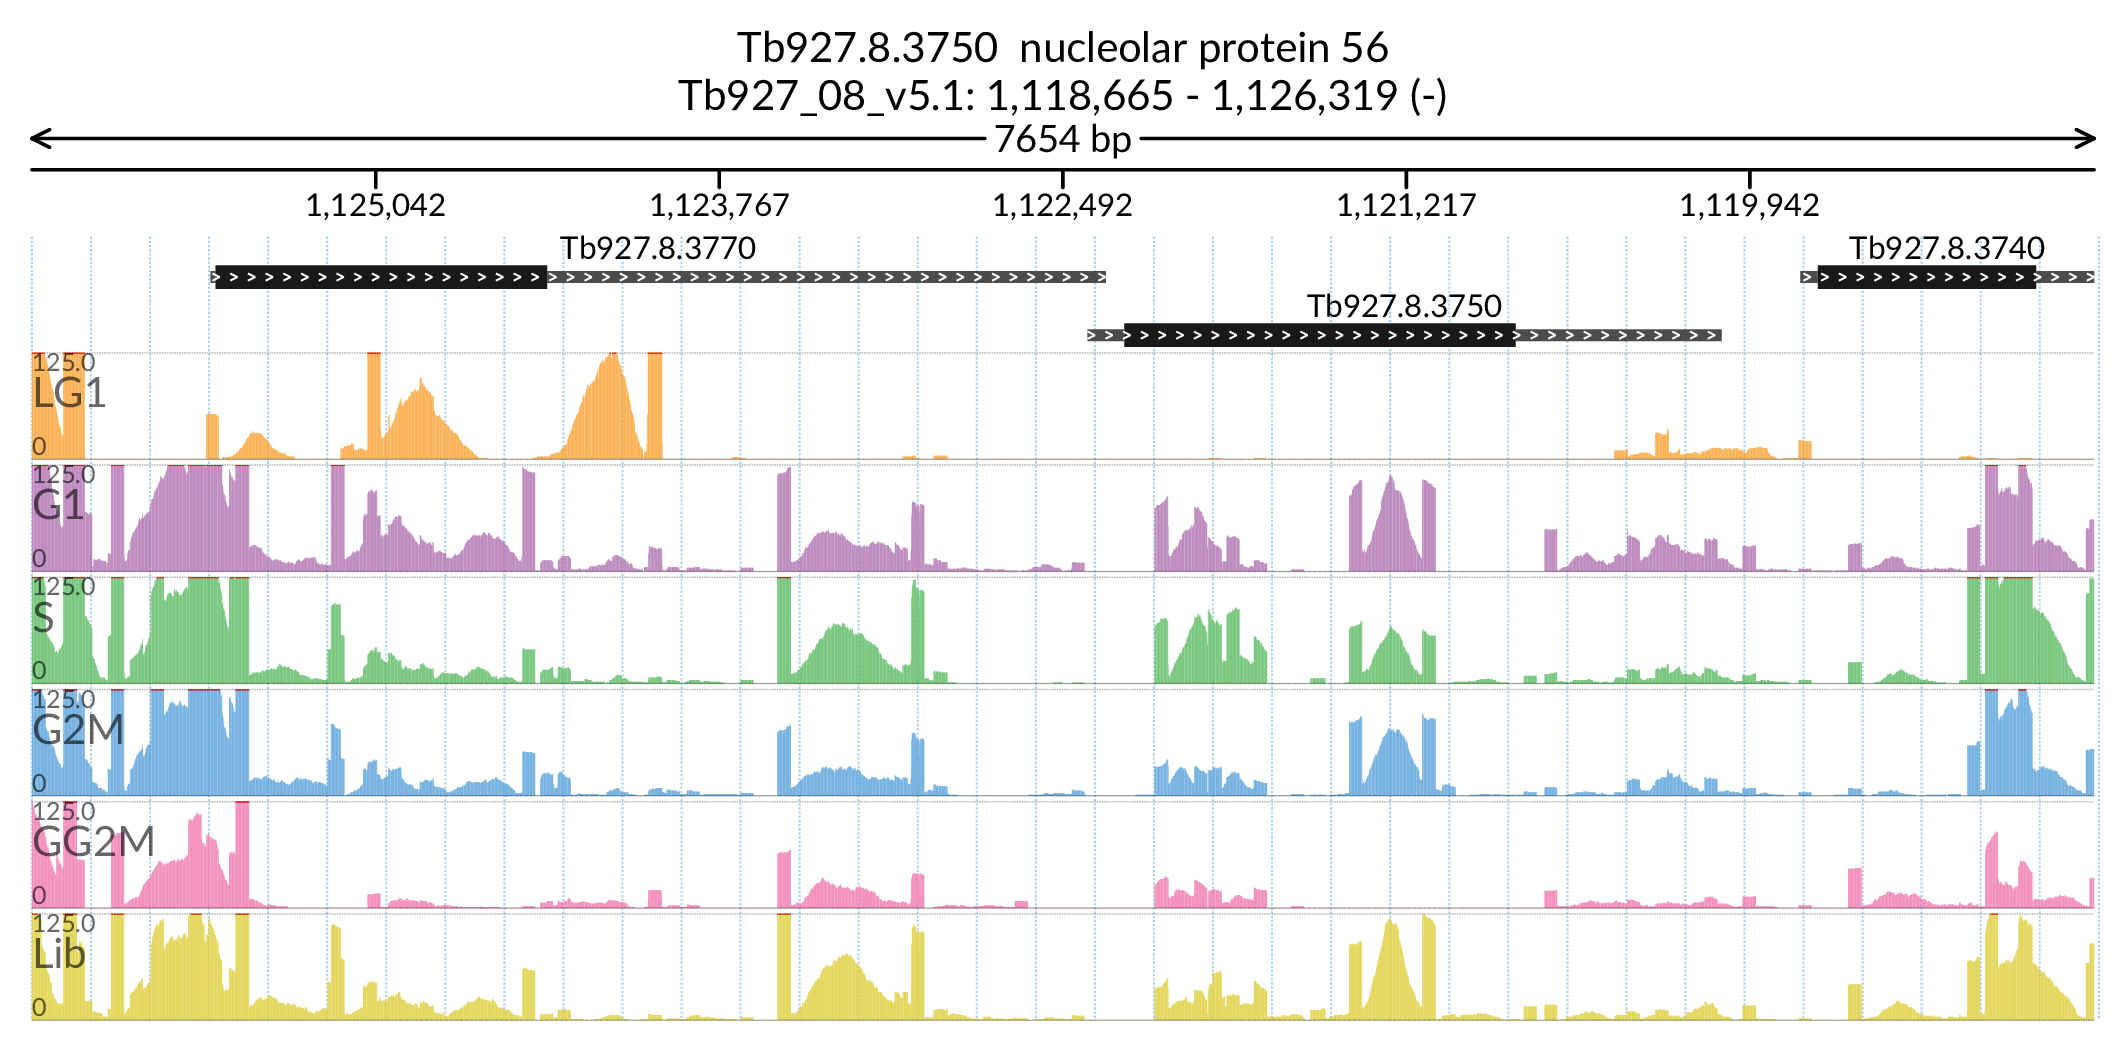 Tb927.8.3750 nucleolar protein 56
Tb927_08_v5.1: 1,118,665 - 1,126,319 (-)
7654 bp
1,125,042 1,123,767 1,122,492 1,121,217 1,119,942
Tb927.8.3770 Tb927.8.3740
Tb927.8.3750
125.0
LG1
0
125.0
G1
0
125.0
S
0
125.0
G2M
0
125.0
GG2M
0
125.0
Lib
0